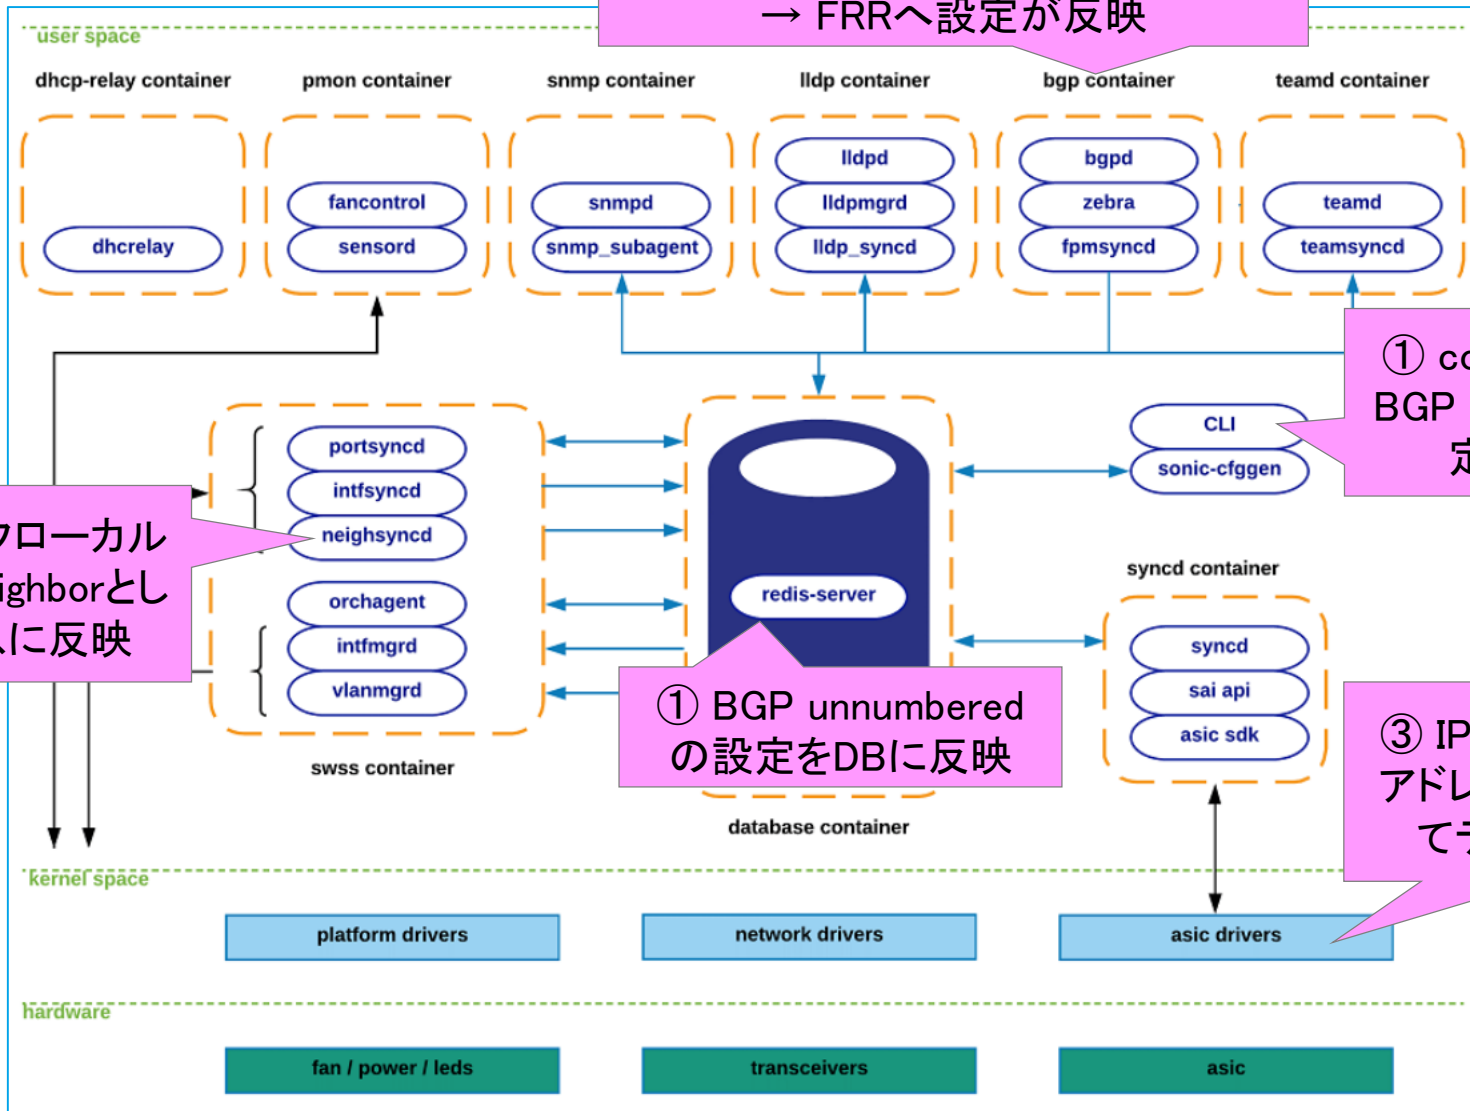 → FRRへ設定が反映
user space
dhcp-relay container
pmon container
snmp container
lldp container
bgp container
teamd container
dhcrelay
fancontrol
sensord
snmpd
snmp_subagent
lldpd
lldpmgrd
lldp_syncd
bgpd
zebra
fpmsyncd
teamd
teamsyncd
① co
BGP
定
portsyncd
intfsyncd
neighsyncd
orchagent
intfmgrd
vlanmgrd
swss container
クローカル
ighborとし
に反映
redis-server
① BGP unnumbered
の設定をDBに反映
database container
CLI
sonic-cfggen
syncd container
syncd
sai api
asic sdk
③ IP
アドレ
て
kernel space
platform drivers
network drivers
asic drivers
hardware
fan / power / leds
transceivers
asic